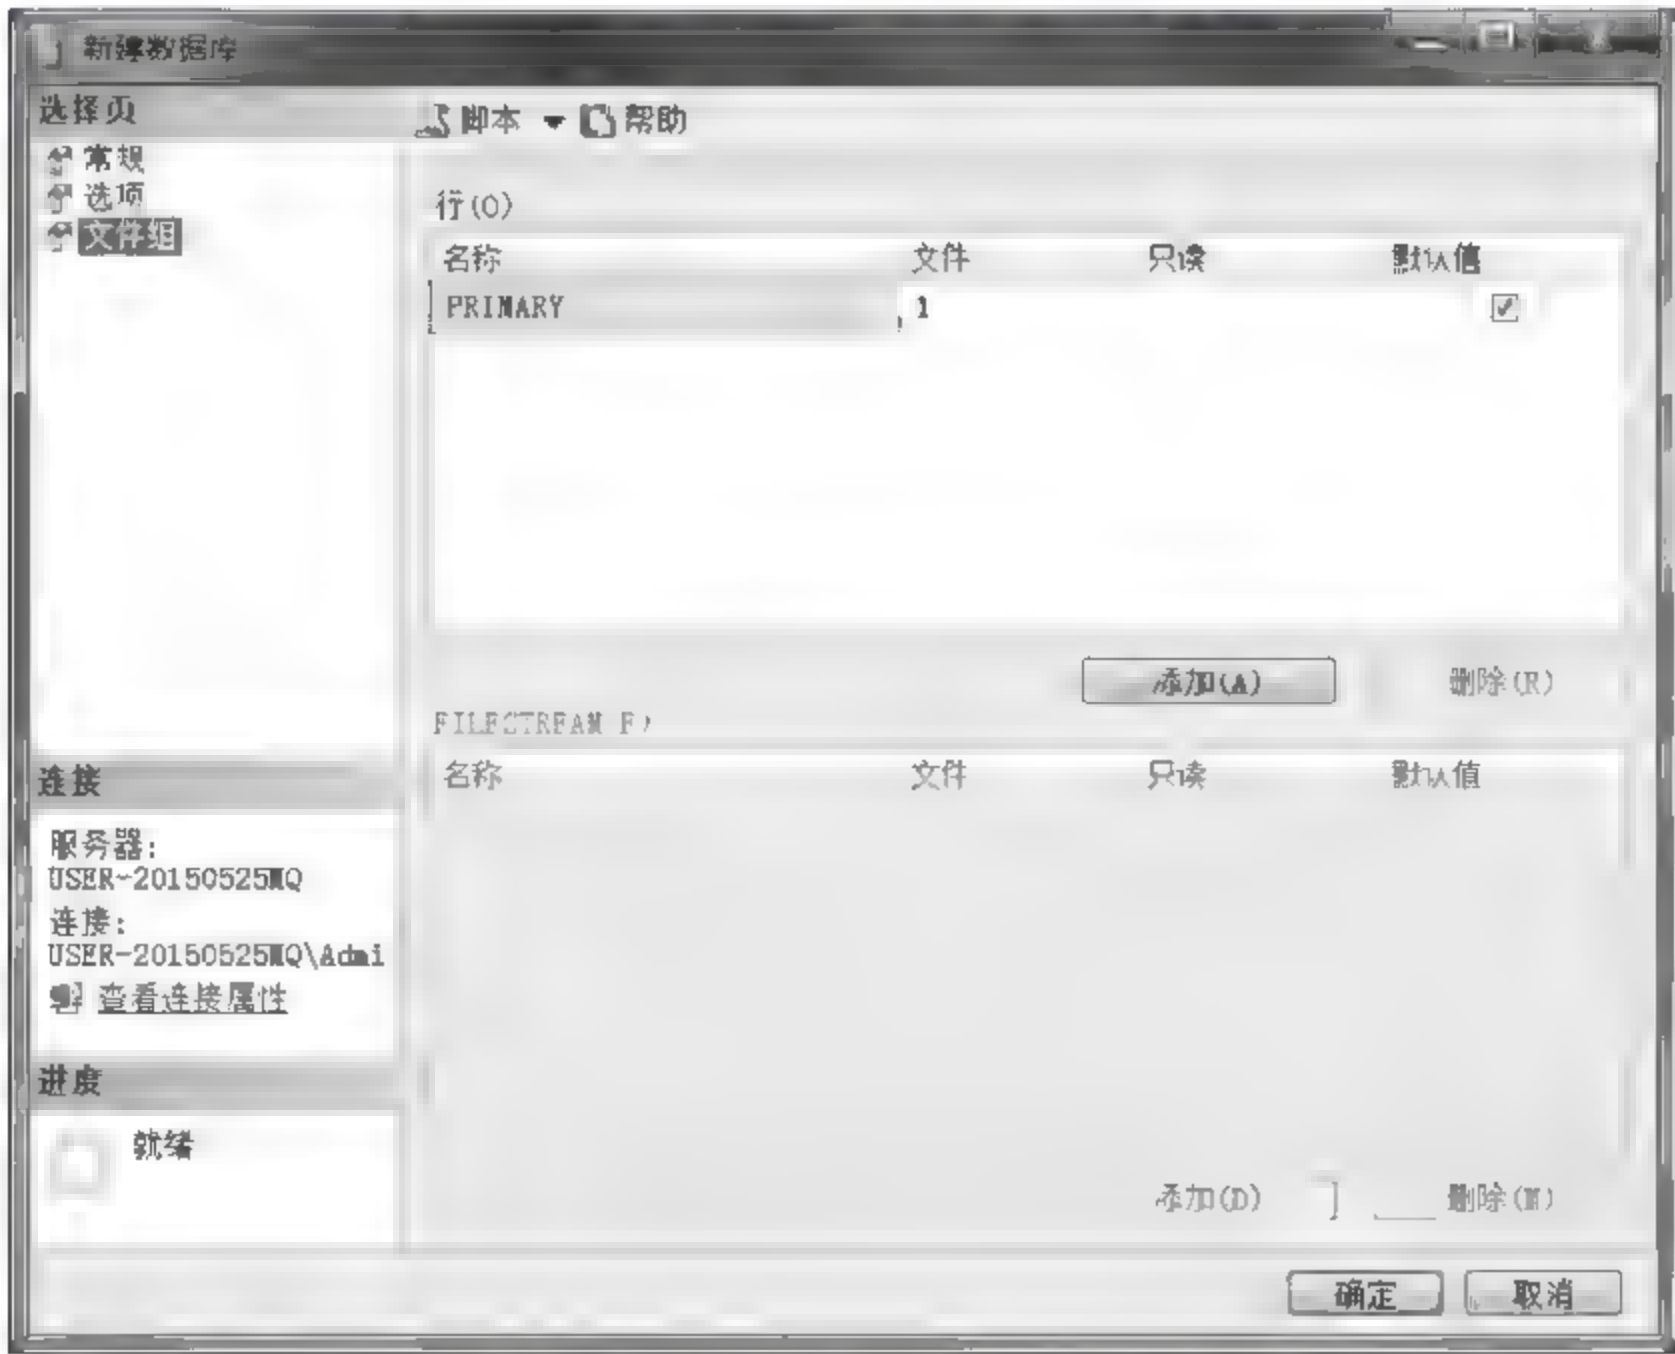 新建数据库
选择页
常规
选项
文件组
脚本 帮助
行(O)
名称 文件 只读 默认值
PRIMARY 1
添加(A) 删除(R)
名称 文件 只读 默认值
添加(D) 删除(M)
连接
服务器:
USER-20150525MQ
连接:
USER-20150525MQ\Admi
查看连接属性
进度
就绪
确定 取消